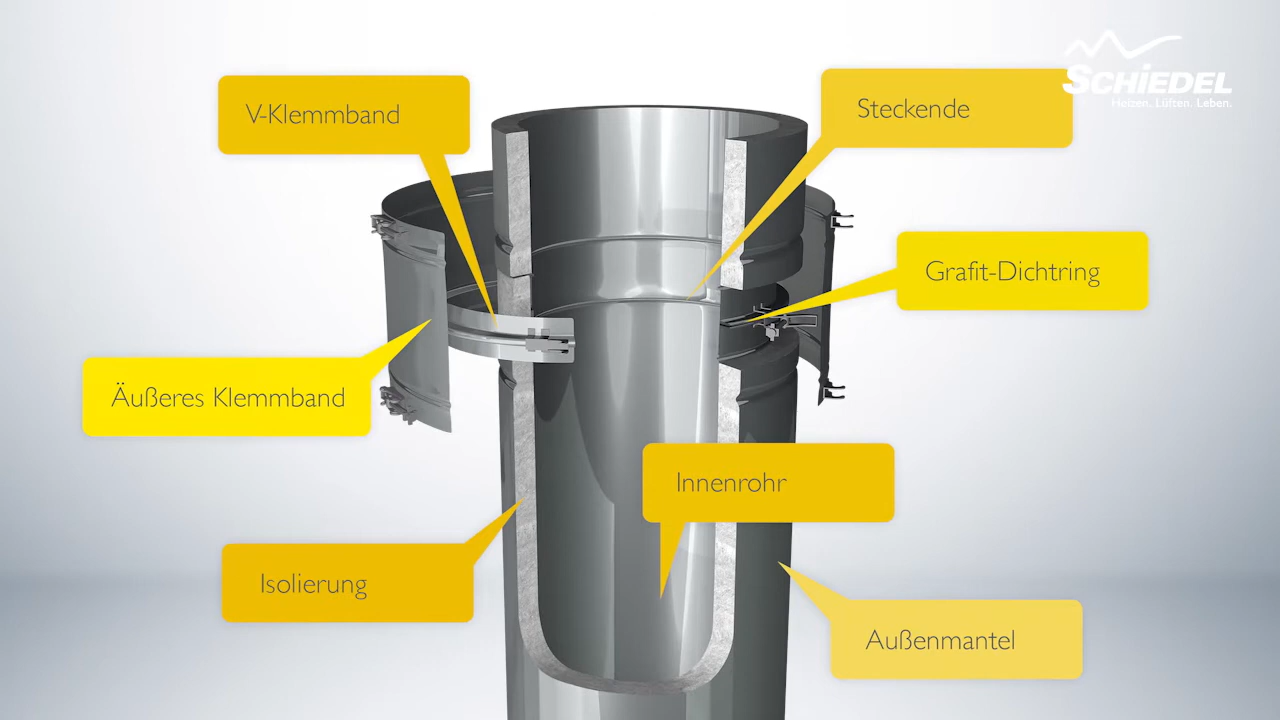 SCHIEDEL
Heizen. Lüften. Leben.
V-Klemmband
Steckende
Grafit-Dichtring
Äußeres Klemmband
Innenrohr
Isolierung
Außenmantel